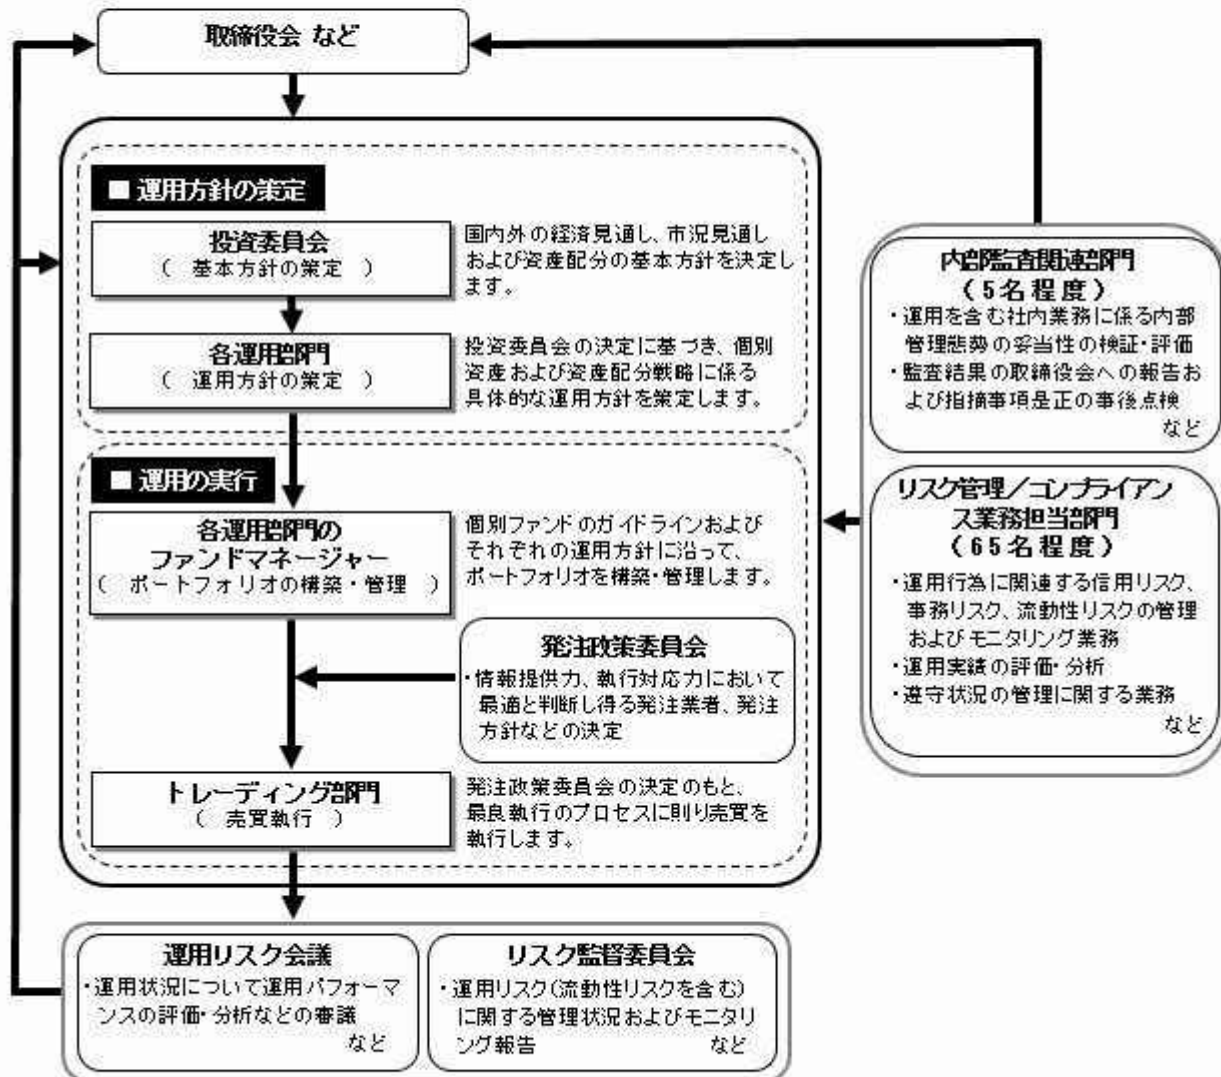 取締役会 など
■ 運用方針の策定
投資委員会
( 基本方針の策定 )
国内外の経済見通し、市況見通し
および資産配分の基本方針を決定し
ます。
各運用部門
( 運用方針の策定 )
投資委員会の決定に基づき、個別
資産および資産配分戦略に係る
具体的な運用方針を策定します。
■ 運用の実行
各運用部門の
ファンドマネージャー
( ポートフォリオの構築・管理 )
個別ファンドのガイドラインおよび
それぞれの運用方針に沿って、
ポートフォリオを構築・管理します。
発注政策委員会
・情報提供力、執行対応力において
最適と判断し得る発注業者、発注
方針などの決定
トレーディング部門
( 売買執行 )
発注政策委員会の決定のもと、
最良執行のプロセスに則り売買を
執行します。
内部監査関連部門
(5名程度)
・運用を含む社内業務に係る内部
管理態勢の妥当性の検証・評価
・監査結果の取締役会への報告お
よび指摘事項是正の事後点検
など
リスク管理/コンプライアン
ス業務担当部門
(65名程度)
・運用行為に関連する信用リスク、
事務リスク、流動性リスクの管理
およびモニタリング業務
・運用実績の評価・分析
・遵守状況の管理に関する業務
など
運用リスク会議
・運用状況について運用パフォーマ
ンスの評価・分析などの審議
など
リスク監督委員会
・運用リスク(流動性リスクを含む)
に関する管理状況およびモニタリ
ング報告 など